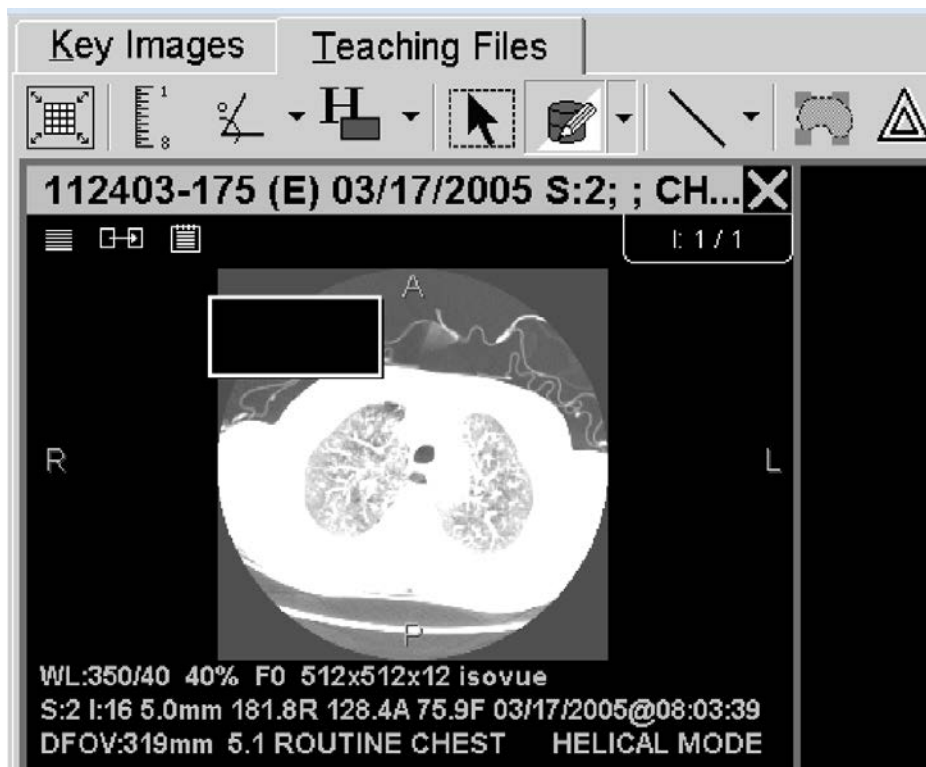 Key Images Teaching Files
1
8
H
112403-175 (E) 03/17/2005 S:2; ; CH...
I: 1 / 1
A
R L
P
WL:350/40 40% F0 512x512x12 isovue
S:2 I:16 5.0mm 181.8R 128.4A 75.9F 03/17/2005@08:03:39
DFOV:319mm 5.1 ROUTINE CHEST HELICAL MODE